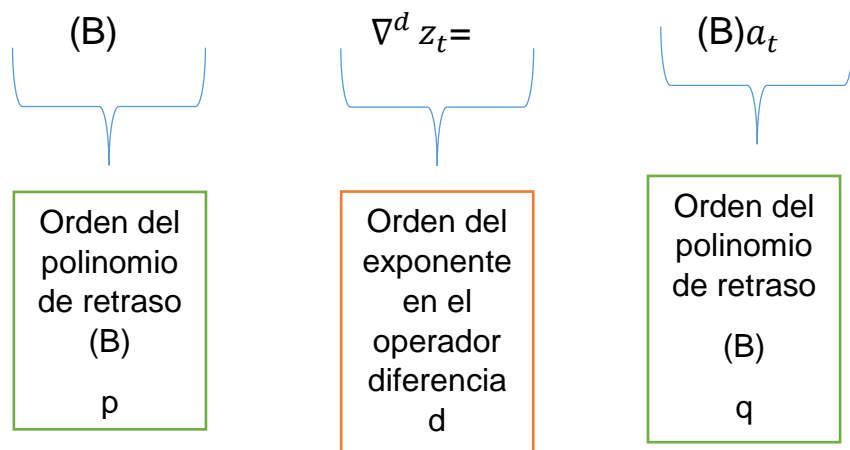 (B) ∇^d z_t= (B)a_t
Orden del
polinomio
de retraso
(B)
p
Orden del
exponente
en el
operador
diferencia
d
Orden del
polinomio
de retraso
(B)
q